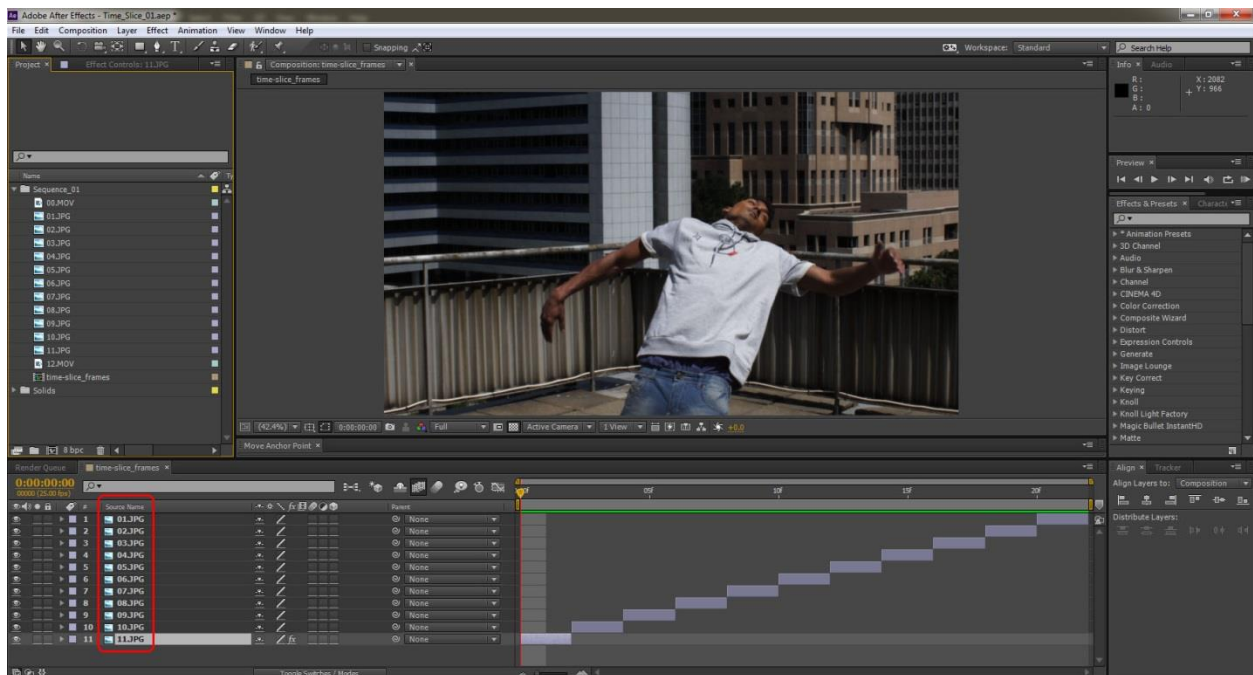 Adobe After Effects - Time_Slice_01.aep *
File Edit Composition Layer Effect Animation View Window Help
Snapping
Workspace: Standard
Search Help
Project
Effect Controls: 11.JPG
Composition: time-slice_frames
time-slice_frames
Info
Audio
R :
G :
B :
A : 0
X : 2082
Y : 966
Name
Ty
Sequence_01
00.MOV
01.JPG
02.JPG
03.JPG
04.JPG
05.JPG
06.JPG
07.JPG
08.JPG
09.JPG
10.JPG
11.JPG
12.MOV
time-slice_frames
Solids
8 bpc
Preview
Effects & Presets
Characte
* Animation Presets
3D Channel
Audio
Blur & Sharpen
Channel
CINEMA 4D
Color Correction
Composite Wizard
Distort
Expression Controls
Generate
Image Lounge
Key Correct
Keying
Knoll
Knoll Light Factory
Magic Bullet InstantHD
Matte
(42.4%)
0:00:00:00
Full
Active Camera
1 View
+0.0
Move Anchor Point
Render Queue
time-slice_frames
0:00:00:00
00000 (25.00 fps)
# Source Name
Parent
05f
10f
15f
20f
1 01.JPG None
2 02.JPG None
3 03.JPG None
4 04.JPG None
5 05.JPG None
6 06.JPG None
7 07.JPG None
8 08.JPG None
9 09.JPG None
10 10.JPG None
11 11.JPG fx None
Toggle Switches / Modes
Align
Tracker
Align Layers to: Composition
Distribute Layers: